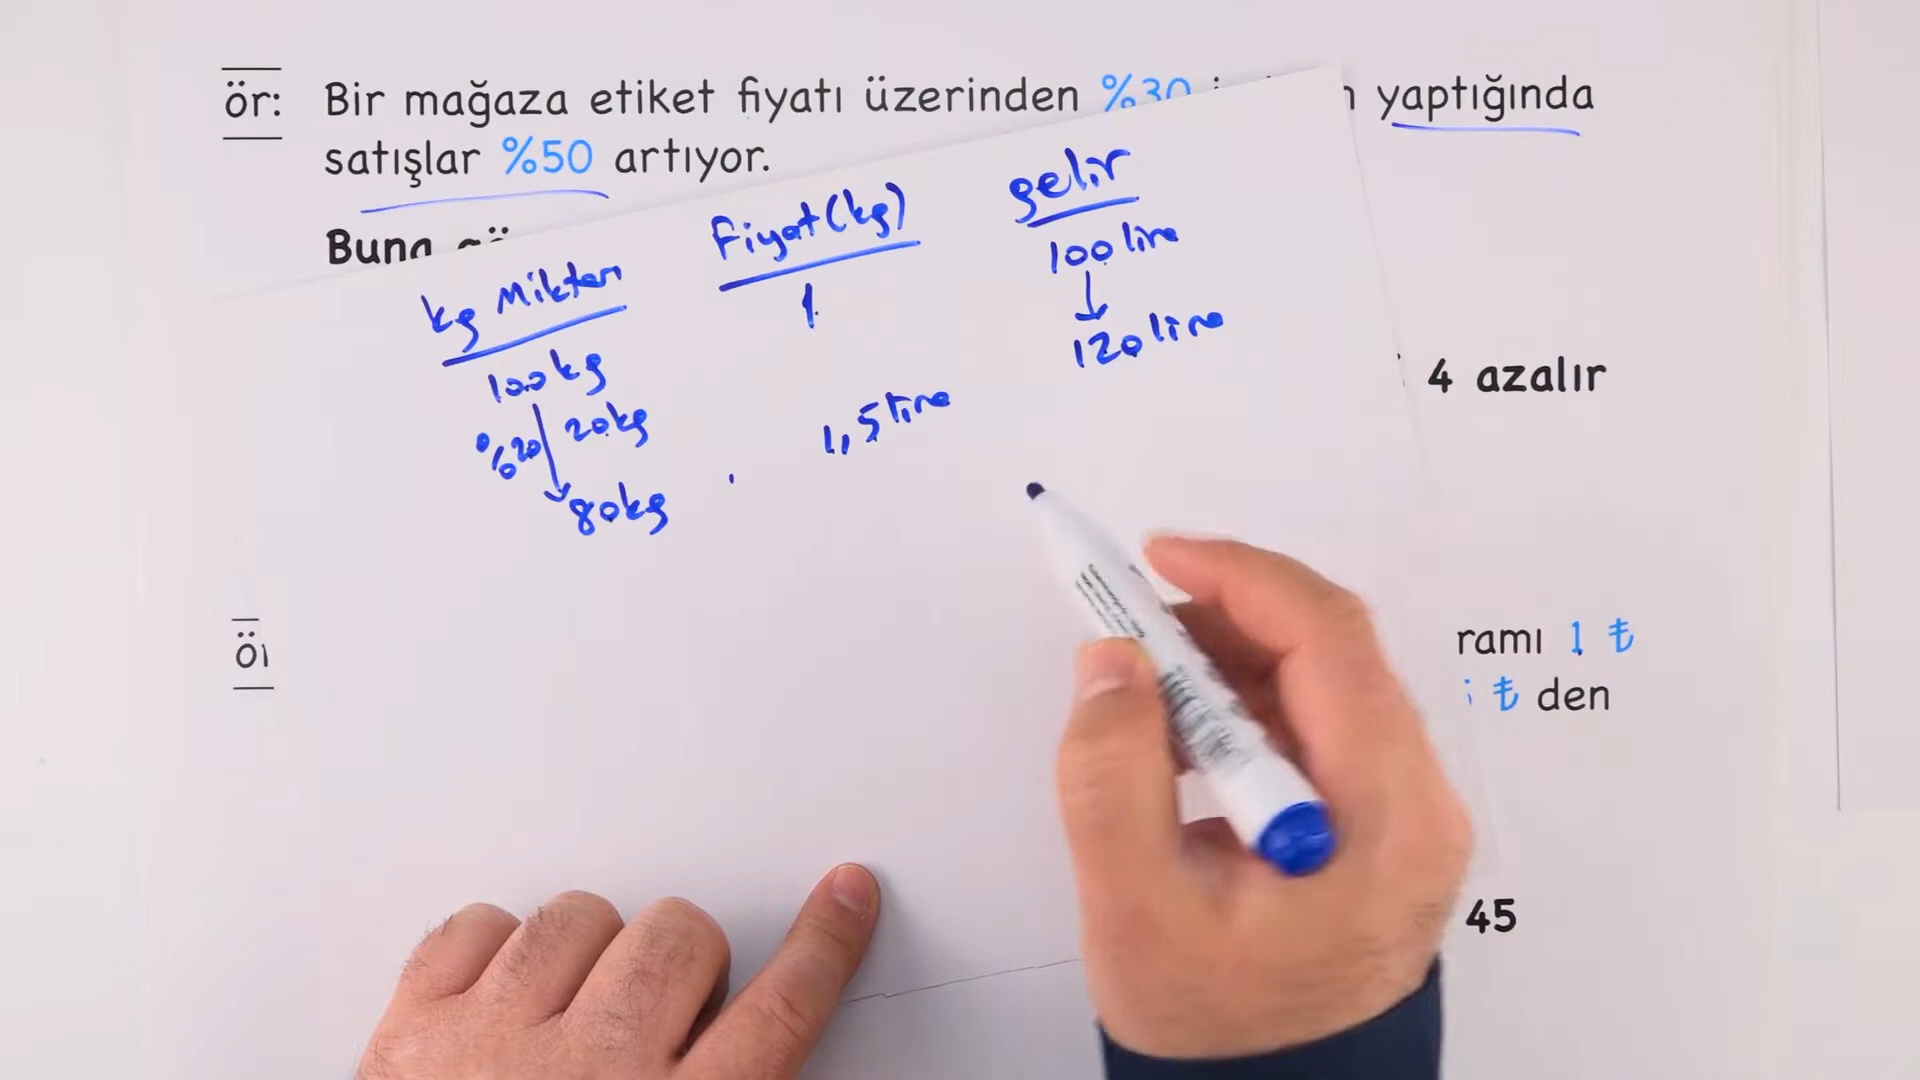 ör: Bir mağaza etiket fiyatı üzerinden %30 yaptığında
satışlar %50 artıyor.
Buna
kg Miktarı Fiyat(kg) gelir
100kg 1 100 lira
%20 20kg 1,5 lira 120 lira
80kg .
4 azalır
ramı 1 ₺
₺ den
45